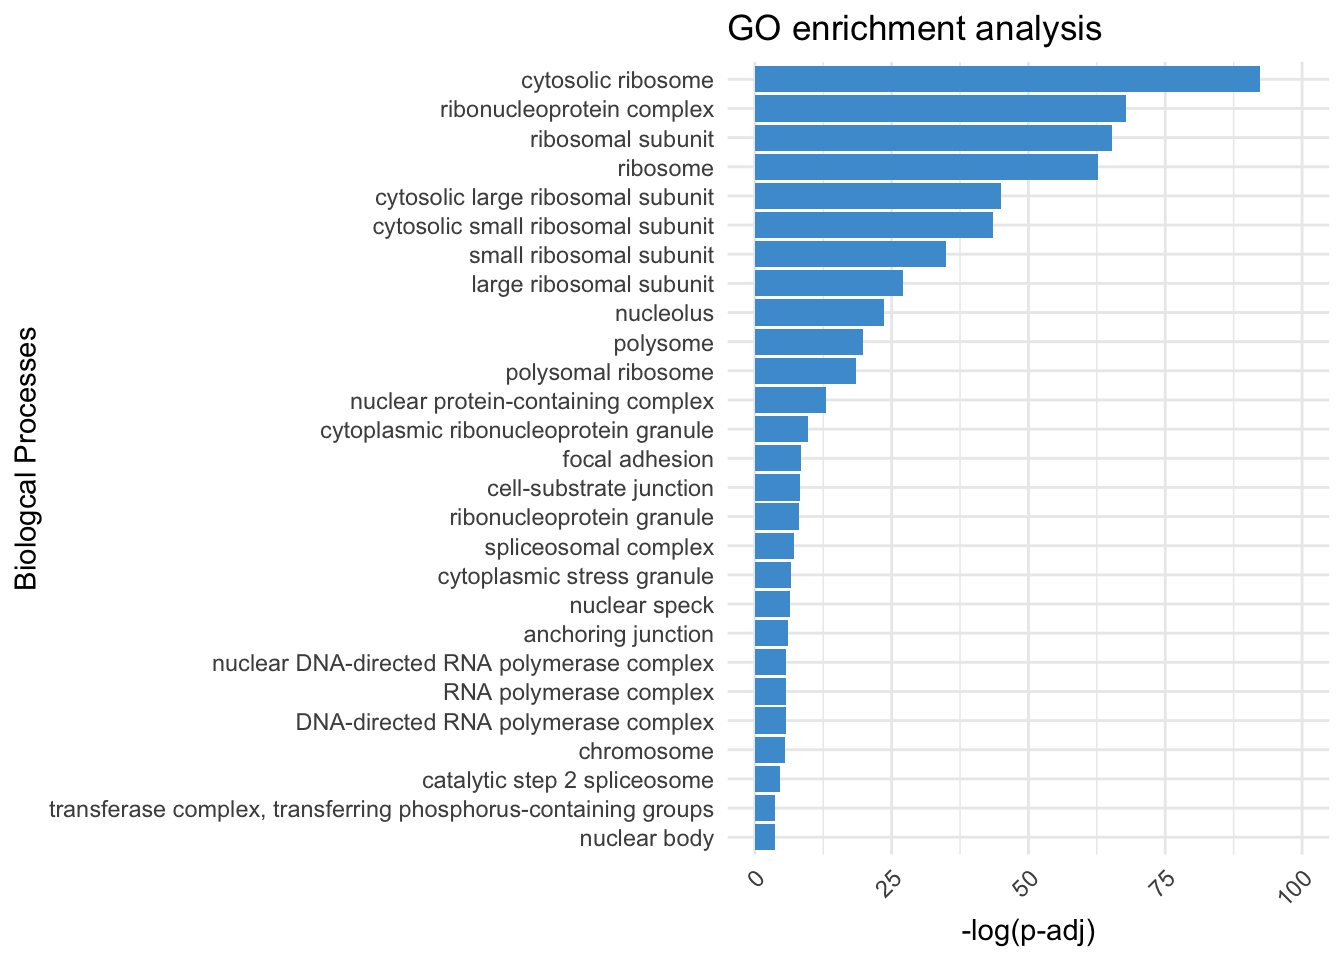 GO enrichment analysis
cytosolic ribosome
ribonucleoprotein complex
ribosomal subunit
ribosome
cytosolic large ribosomal subunit
cytosolic small ribosomal subunit
small ribosomal subunit
large ribosomal subunit
nucleolus
polysome
polysomal ribosome
nuclear protein-containing complex
cytoplasmic ribonucleoprotein granule
focal adhesion
cell-substrate junction
ribonucleoprotein granule
spliceosomal complex
cytoplasmic stress granule
nuclear speck
anchoring junction
nuclear DNA-directed RNA polymerase complex
RNA polymerase complex
DNA-directed RNA polymerase complex
chromosome
catalytic step 2 spliceosome
transferase complex, transferring phosphorus-containing groups
nuclear body
Biologcal Processes
0 25 50 75 100
-log(p-adj)